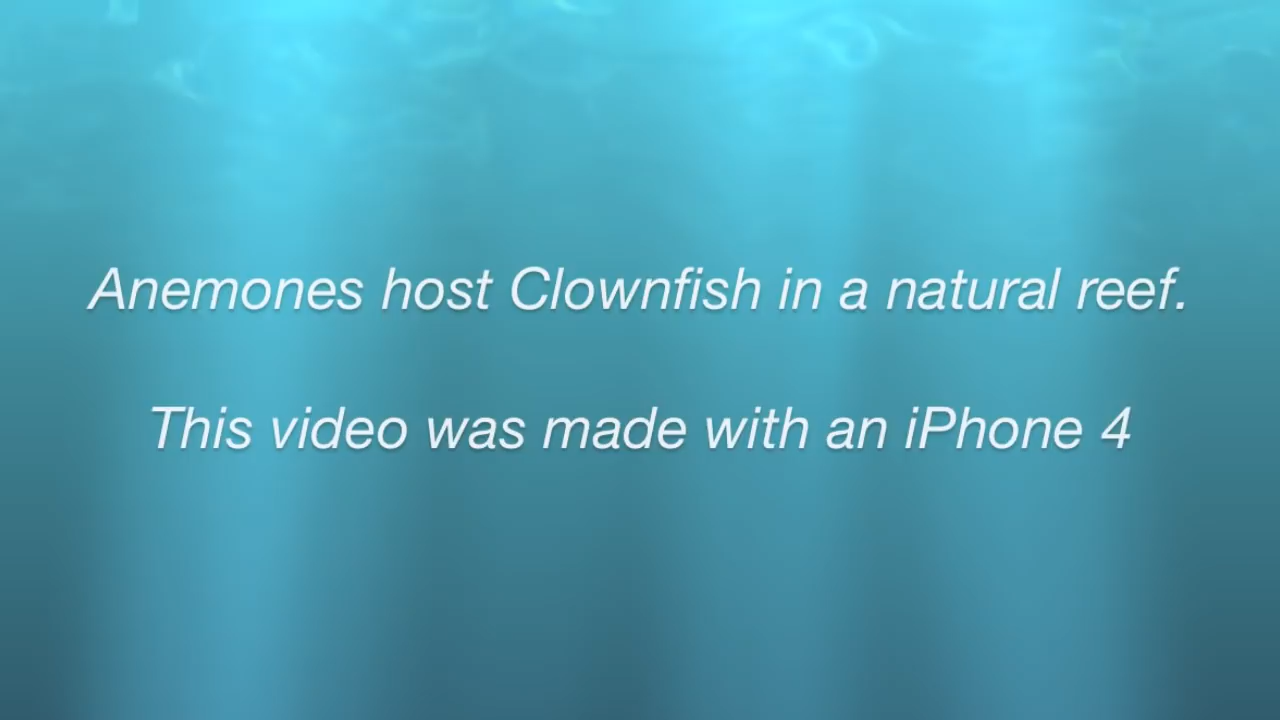 Anemones host Clownfish in a natural reef.
This video was made with an iPhone 4